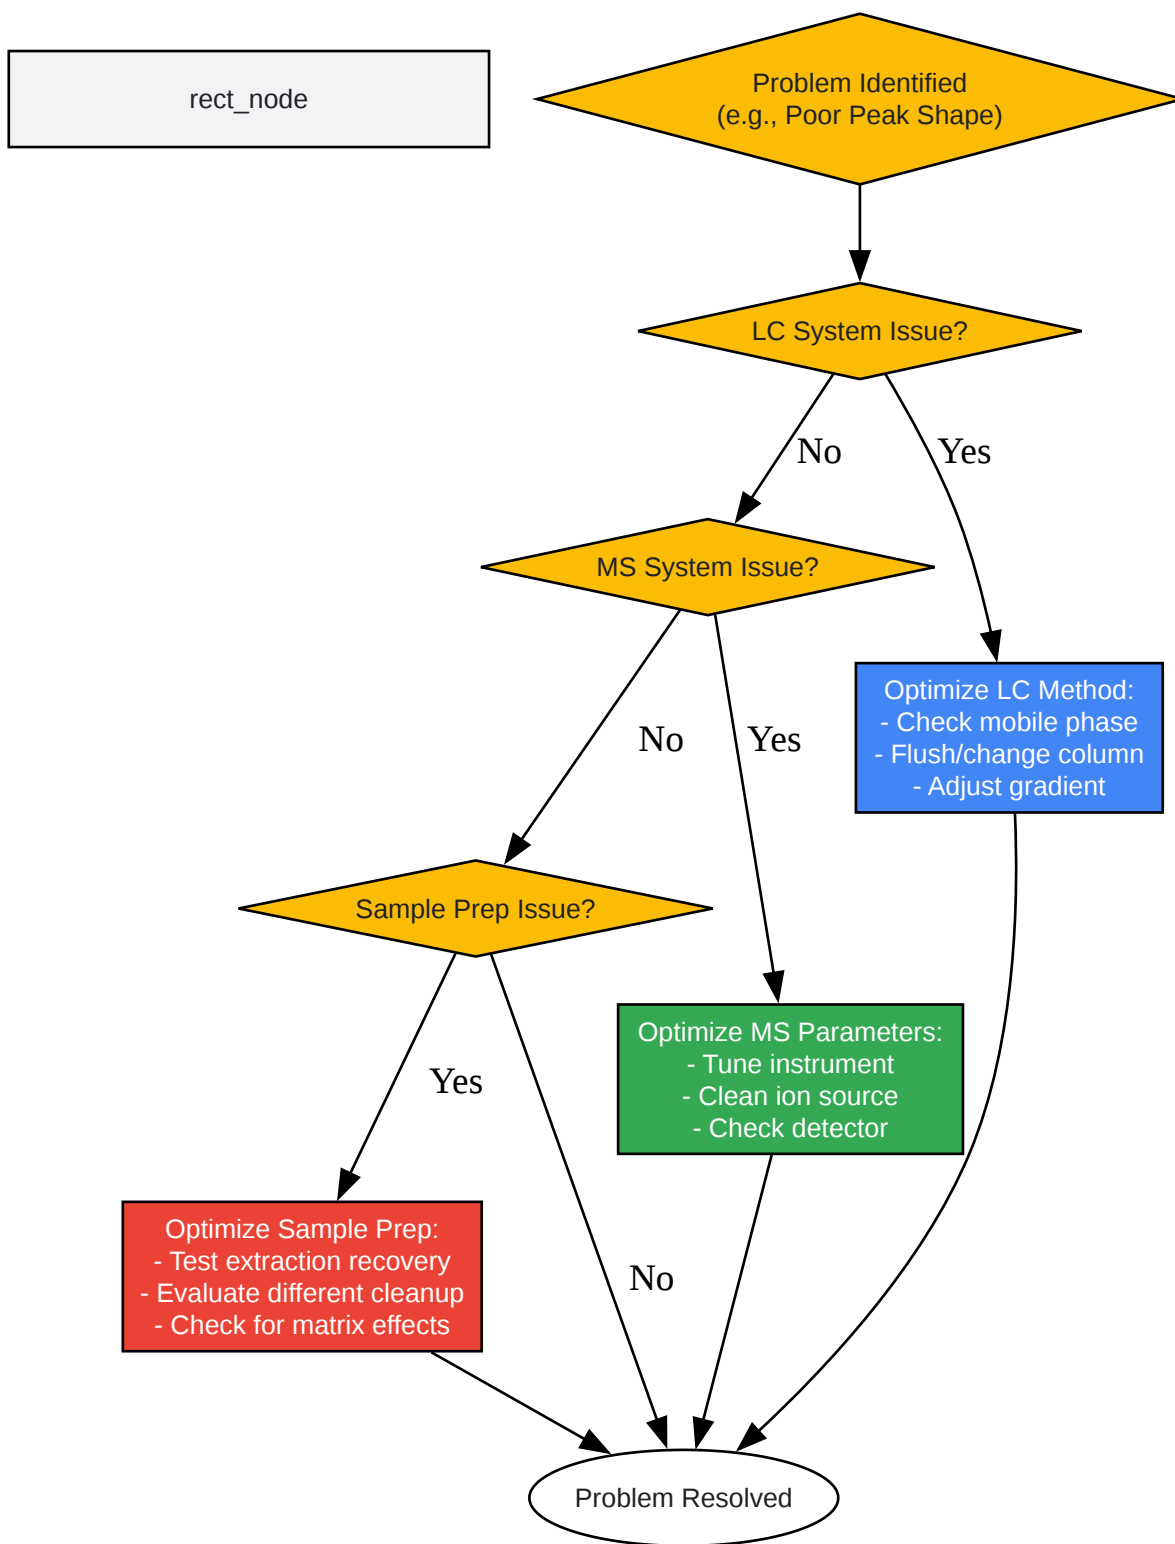 rect_node
Problem Identified
(e.g., Poor Peak Shape)
LC System Issue?
No
Yes
MS System Issue?
Optimize LC Method:
- Check mobile phase
- Flush/change column
- Adjust gradient
No
Yes
Sample Prep Issue?
Optimize MS Parameters:
- Tune instrument
- Clean ion source
- Check detector
Yes
Optimize Sample Prep:
- Test extraction recovery
- Evaluate different cleanup
- Check for matrix effects
No
Problem Resolved